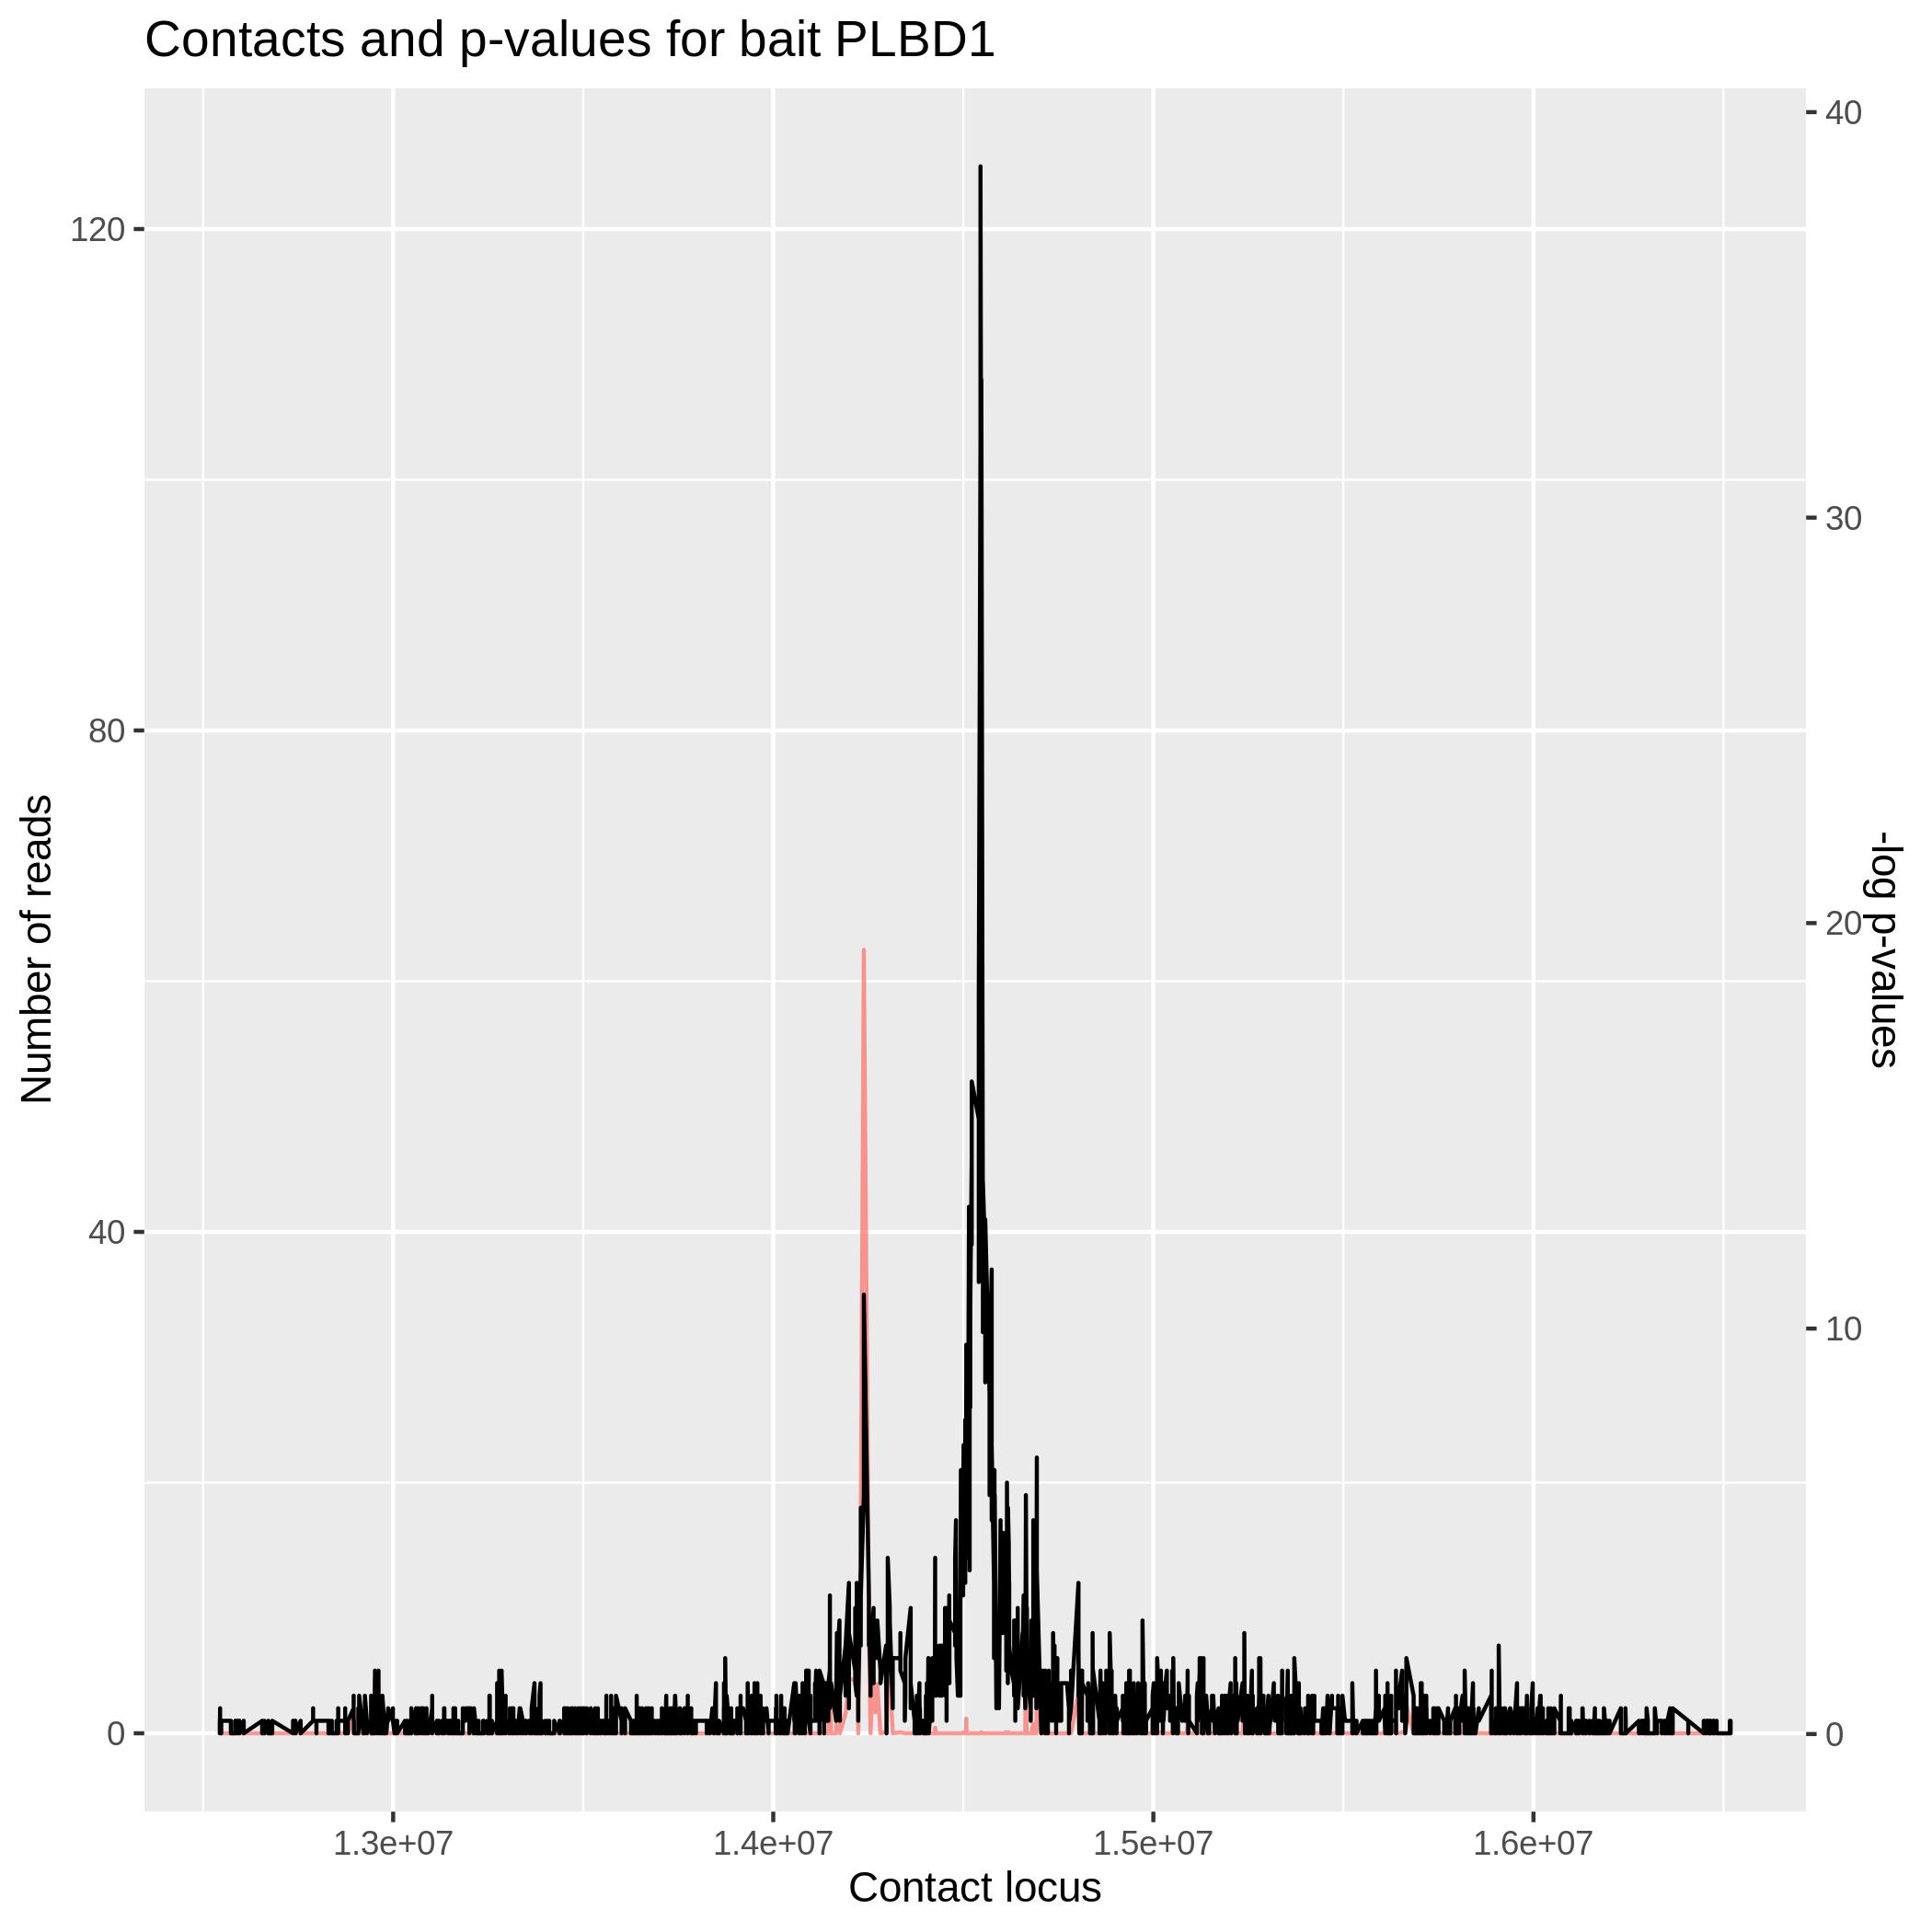 Contacts and p-values for bait PLBD1
120
80
40
0
Number of reads
40
30
20
10
0
-log p-values
1.3e+07
1.4e+07
1.5e+07
1.6e+07
Contact locus